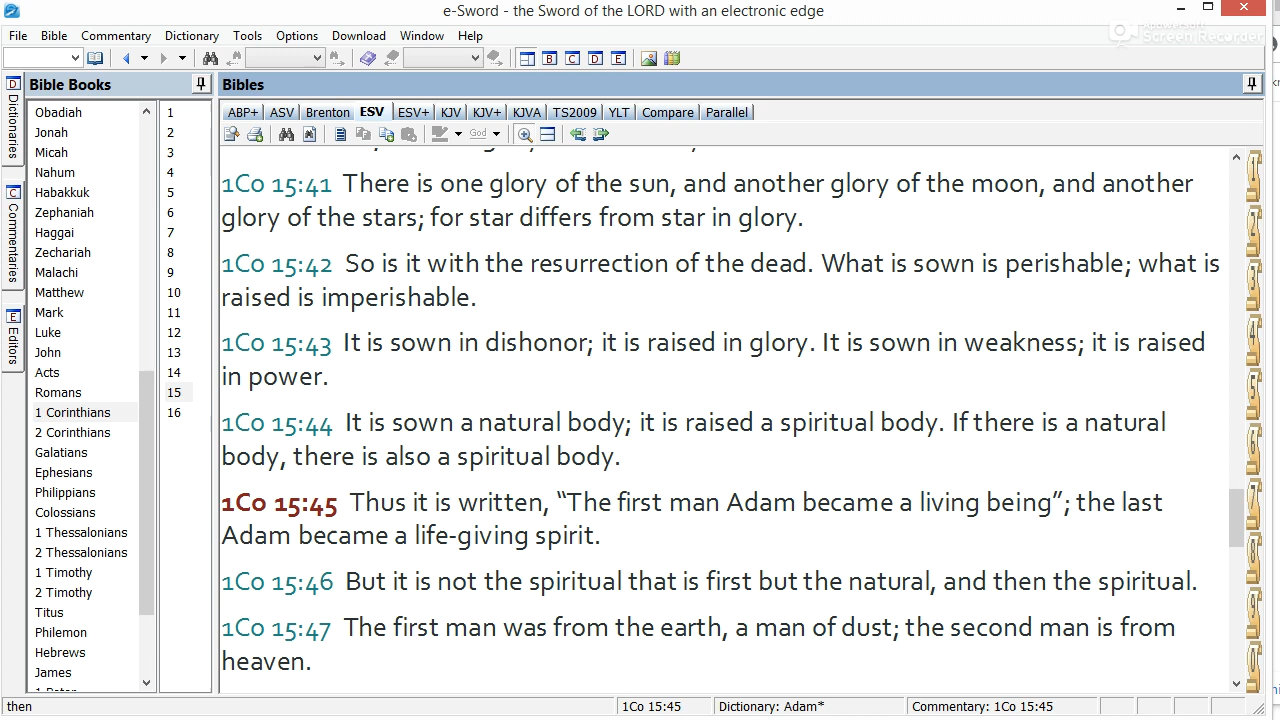 e-Sword - the Sword of the LORD with an electronic edge
File Bible Commentary Dictionary Tools Options Download Window Help
Screen Recorder
B C D E
Bible Books
Bibles
D Dictionaries
C Commentaries
E Editors
Obadiah
Jonah
Micah
Nahum
Habakkuk
Zephaniah
Haggai
Zechariah
Malachi
Matthew
Mark
Luke
John
Acts
Romans
1 Corinthians
2 Corinthians
Galatians
Ephesians
Philippians
Colossians
1 Thessalonians
2 Thessalonians
1 Timothy
2 Timothy
Titus
Philemon
Hebrews
James
1
2
3
4
5
6
7
8
9
10
11
12
13
14
15
16
ABP+ ASV Brenton ESV ESV+ KJV KJV+ KJVA TS2009 YLT Compare Parallel
God
1Co 15:41 There is one glory of the sun, and another glory of the moon, and another
glory of the stars; for star differs from star in glory.
1Co 15:42 So is it with the resurrection of the dead. What is sown is perishable; what is
raised is imperishable.
1Co 15:43 It is sown in dishonor; it is raised in glory. It is sown in weakness; it is raised
in power.
1Co 15:44 It is sown a natural body; it is raised a spiritual body. If there is a natural
body, there is also a spiritual body.
1Co 15:45 Thus it is written, “The first man Adam became a living being”; the last
Adam became a life-giving spirit.
1Co 15:46 But it is not the spiritual that is first but the natural, and then the spiritual.
1Co 15:47 The first man was from the earth, a man of dust; the second man is from
heaven.
1
2
3
4
5
6
7
8
9
0
then
1Co 15:45
Dictionary: Adam*
Commentary: 1Co 15:45